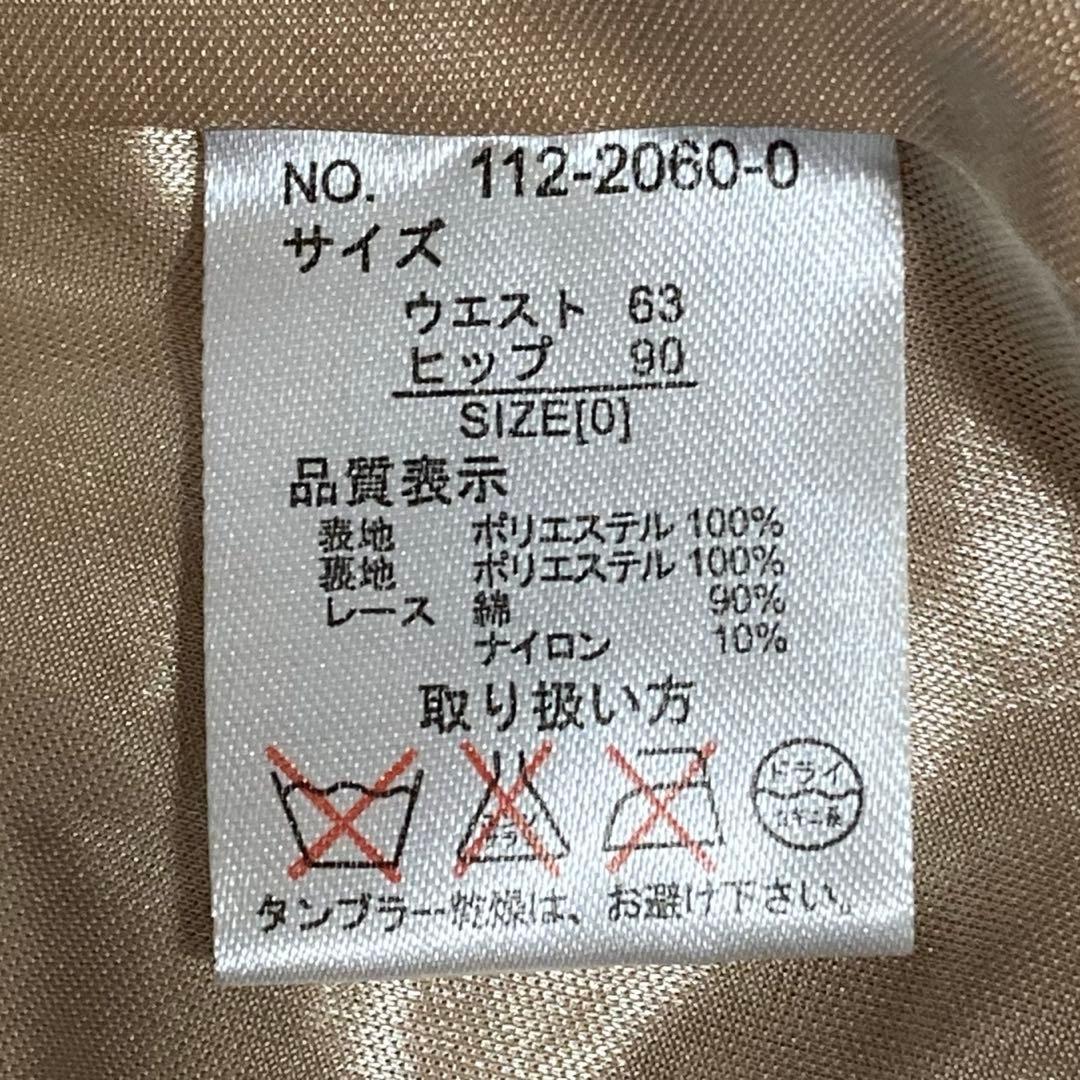 NO. 112-2060-0
サイズ
ウエスト 63
ヒップ 90
SIZE[0]
品質表示
表地 ポリエステル 100%
裏地 ポリエステル 100%
レース 綿 90%
ナイロン 10%
取り扱い方
ドライ
タンブラー乾燥は、お避け下さい。